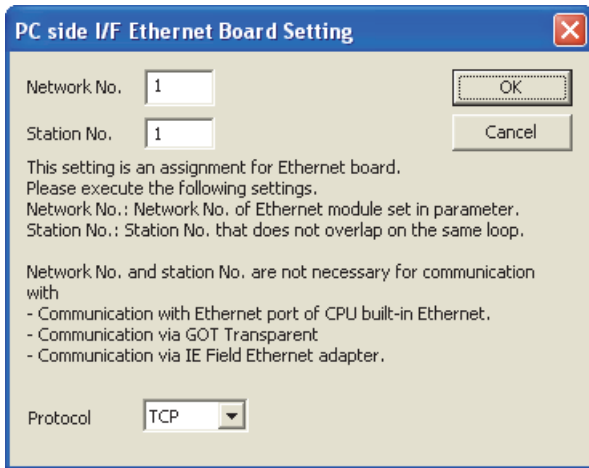 PC side I/F Ethernet Board Setting
Network No. 1
OK
Station No. 1
Cancel
This setting is an assignment for Ethernet board.
Please execute the following settings.
Network No.: Network No. of Ethernet module set in parameter.
Station No.: Station No. that does not overlap on the same loop.
Network No. and station No. are not necessary for communication
with
- Communication with Ethernet port of CPU built-in Ethernet.
- Communication via GOT Transparent
- Communication via IE Field Ethernet adapter.
Protocol TCP